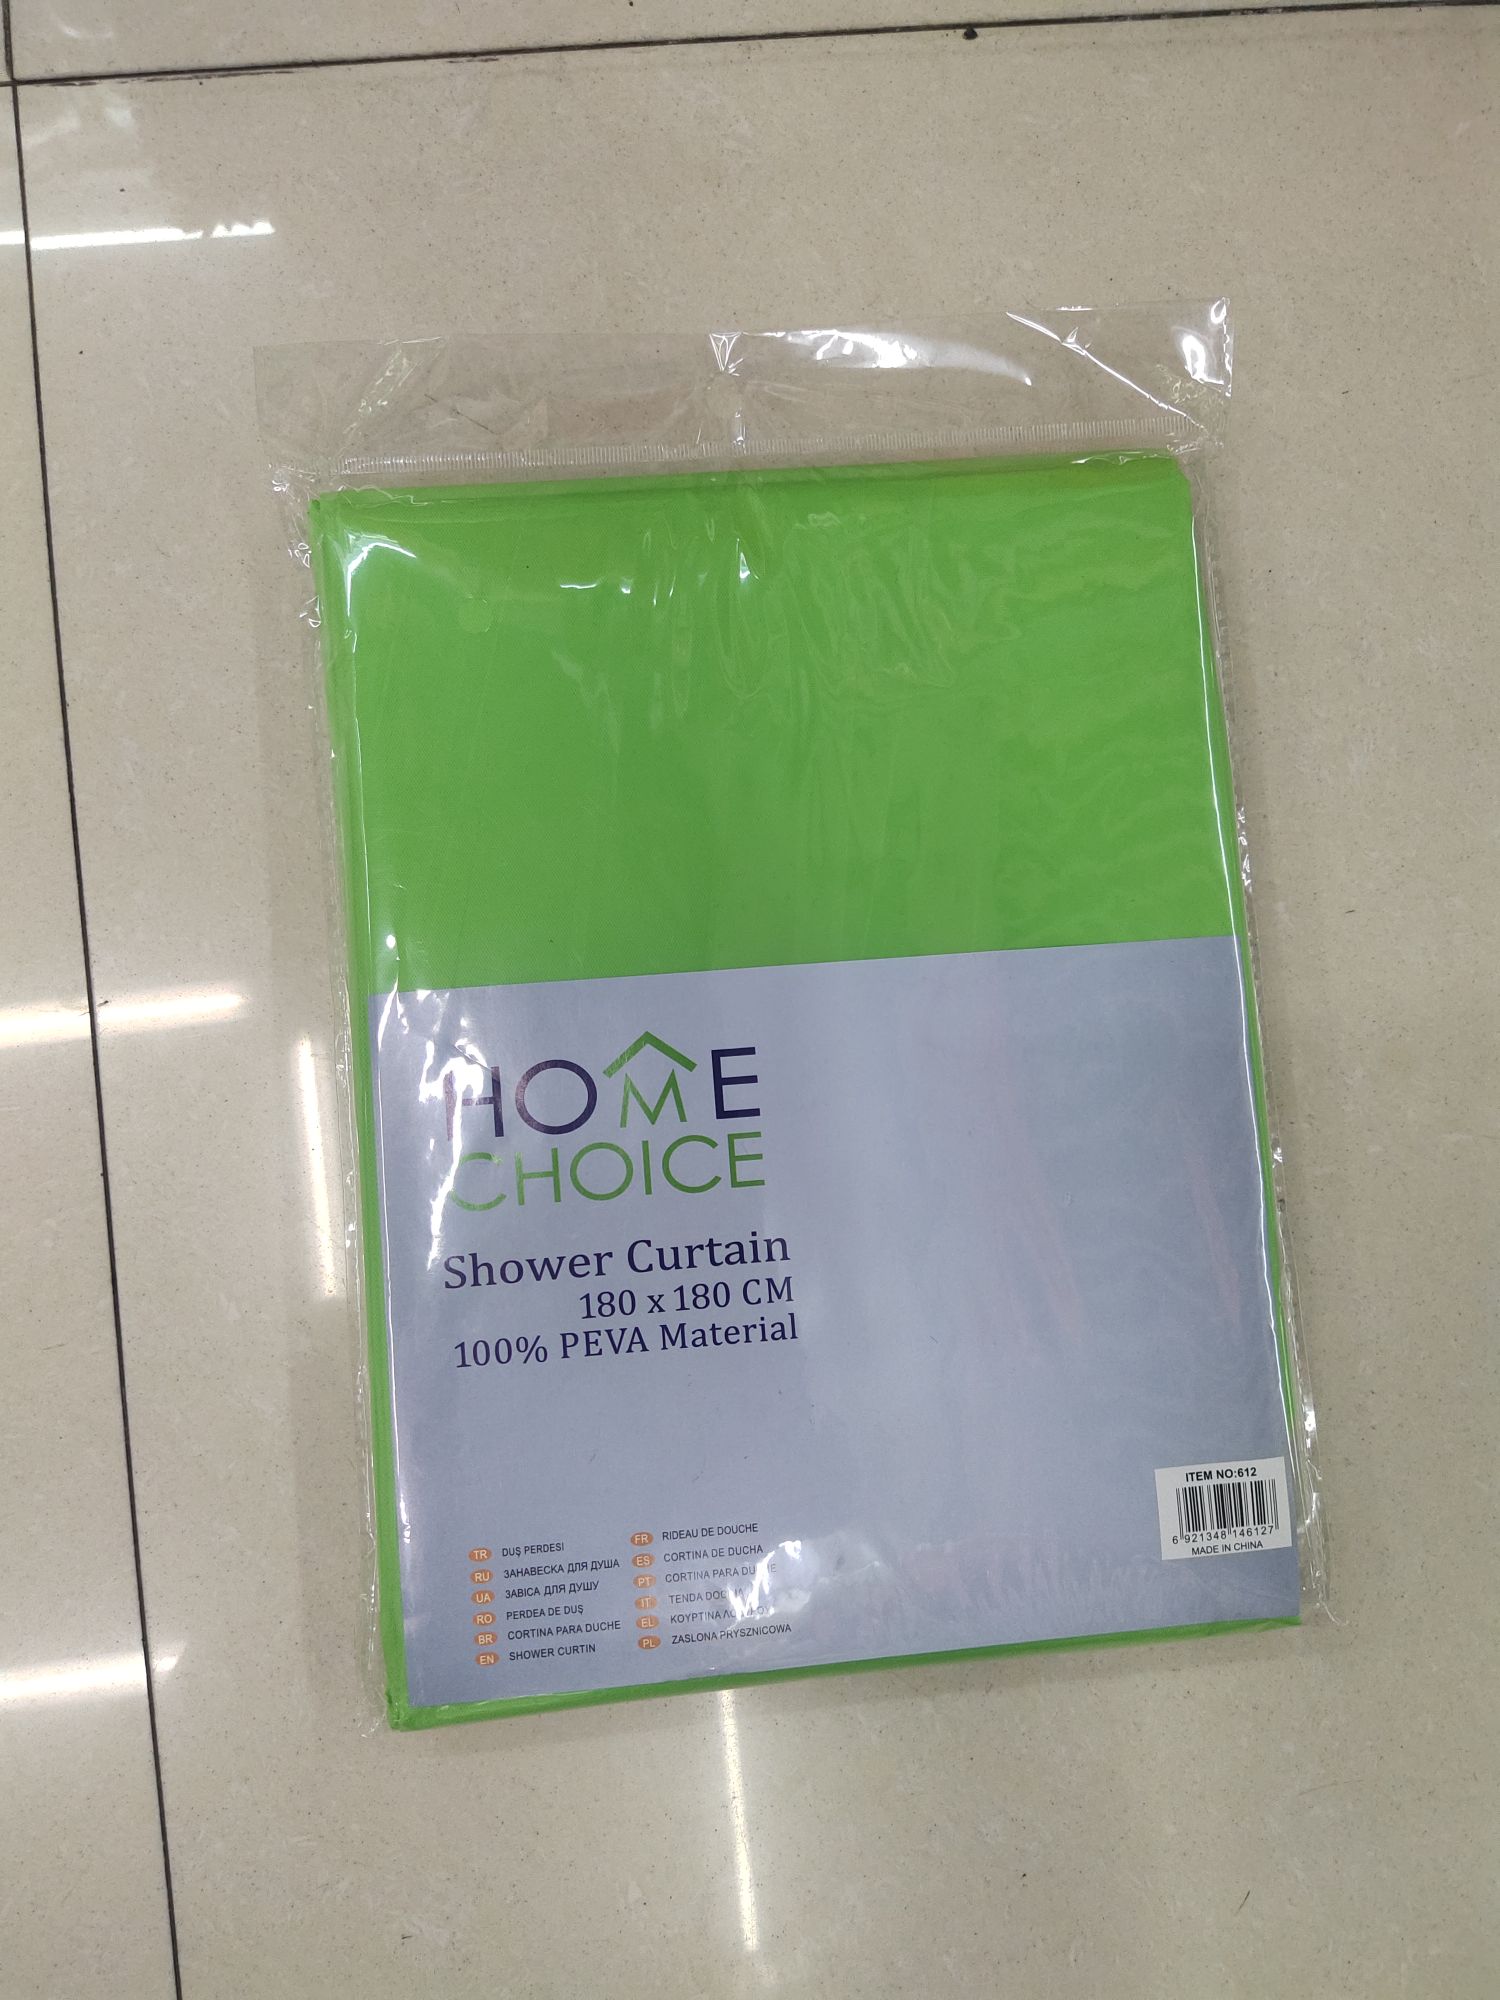 HOME
CHOICE
Shower Curtain
180 x 180 CM
100% PEVA Material
ITEM NO:612
6 921348 146127
MADE IN CHINA
TR DUŞ PERDESI
RU ЗАНАВЕСКА ДЛЯ ДУША
UA ЗАВІСА ДЛЯ ДУШУ
RO PERDEA DE DUŞ
BR CORTINA PARA DUCHE
EN SHOWER CURTIN
FR RIDEAU DE DOUCHE
ES CORTINA DE DUCHA
PT CORTINA PARA
IT TENDA
EL ΚΟΥΡΤΙΝΑ
PL ZASLONA PRYSZNICOWA